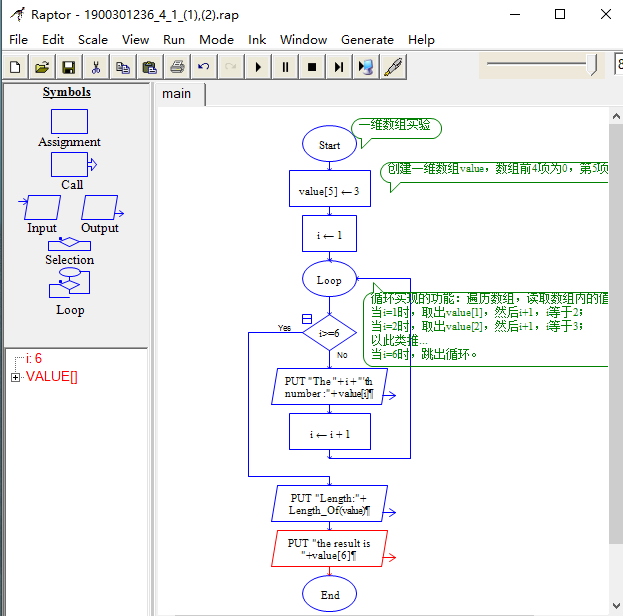 Raptor - 1900301236_4_1_(1),(2).rap
File Edit Scale View Run Mode Ink Window Generate Help
8
Symbols
Assignment
Call
Input Output
Selection
Loop
i: 6
VALUE[]
main
一维数组实验
Start
创建一维数组value，数组前4项为0，第5项
value[5] ← 3
i ← 1
Loop
循环实现的功能：遍历数组，读取数组内的值
当i=1时，取出value[1]，然后i+1，i等于2；
当i=2时，取出value[2]，然后i+1，i等于3；
以此类推...
当i=6时，跳出循环。
Yes
i>=6
No
PUT "The "+i+"'th
number :"+value[i]¶
i ← i + 1
PUT "Length:"+
Length_Of(value)¶
PUT "the result is
"+value[6]¶
End